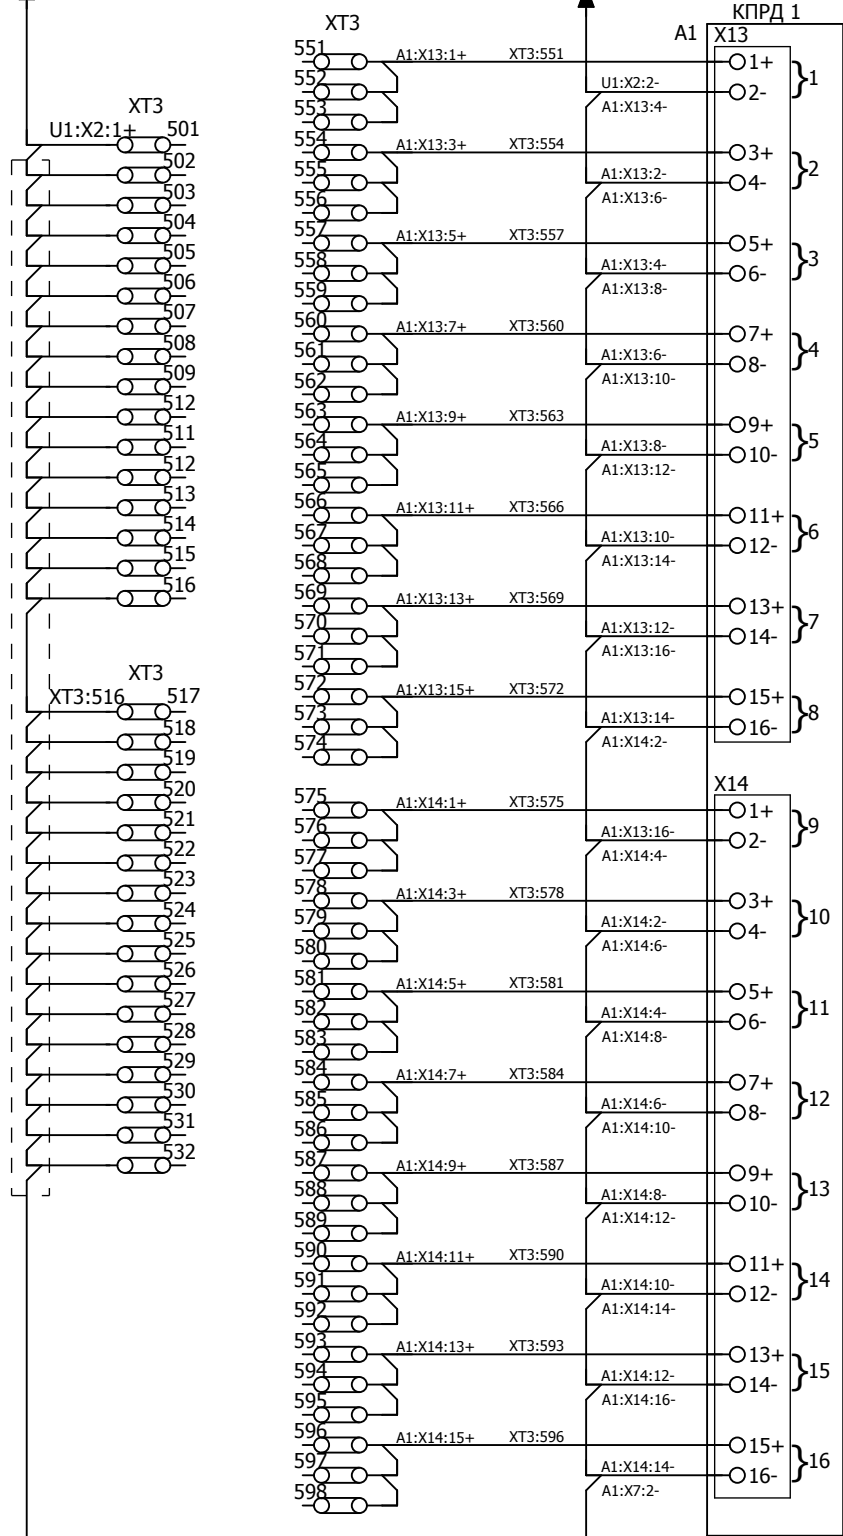 КПРД 1
XT3
A1 X13
551 A1:X13:1+ XT3:551 1+
552 U1:X2:2- 2- 1
553 A1:X13:4-
554 A1:X13:3+ XT3:554 3+
555 A1:X13:2- 4- 2
556 A1:X13:6-
557 A1:X13:5+ XT3:557 5+
558 A1:X13:4- 6- 3
559 A1:X13:8-
560 A1:X13:7+ XT3:560 7+
561 A1:X13:6- 8- 4
562 A1:X13:10-
563 A1:X13:9+ XT3:563 9+
564 A1:X13:8- 10- 5
565 A1:X13:12-
566 A1:X13:11+ XT3:566 11+
567 A1:X13:10- 12- 6
568 A1:X13:14-
569 A1:X13:13+ XT3:569 13+
570 A1:X13:12- 14- 7
571 A1:X13:16-
572 A1:X13:15+ XT3:572 15+
573 A1:X13:14- 16- 8
574 A1:X14:2-
X14
575 A1:X14:1+ XT3:575 1+
576 A1:X13:16- 2- 9
577 A1:X14:4-
578 A1:X14:3+ XT3:578 3+
579 A1:X14:2- 4- 10
580 A1:X14:6-
581 A1:X14:5+ XT3:581 5+
582 A1:X14:4- 6- 11
583 A1:X14:8-
584 A1:X14:7+ XT3:584 7+
585 A1:X14:6- 8- 12
586 A1:X14:10-
587 A1:X14:9+ XT3:587 9+
588 A1:X14:8- 10- 13
589 A1:X14:12-
590 A1:X14:11+ XT3:590 11+
591 A1:X14:10- 12- 14
592 A1:X14:14-
593 A1:X14:13+ XT3:593 13+
594 A1:X14:12- 14- 15
595 A1:X14:16-
596 A1:X14:15+ XT3:596 15+
597 A1:X14:14- 16- 16
598 A1:X7:2-
XT3
U1:X2:1+ 501
502
503
504
505
506
507
508
509
512
511
512
513
514
515
516
XT3
XT3:516 517
518
519
520
521
522
523
524
525
526
527
528
529
530
531
532